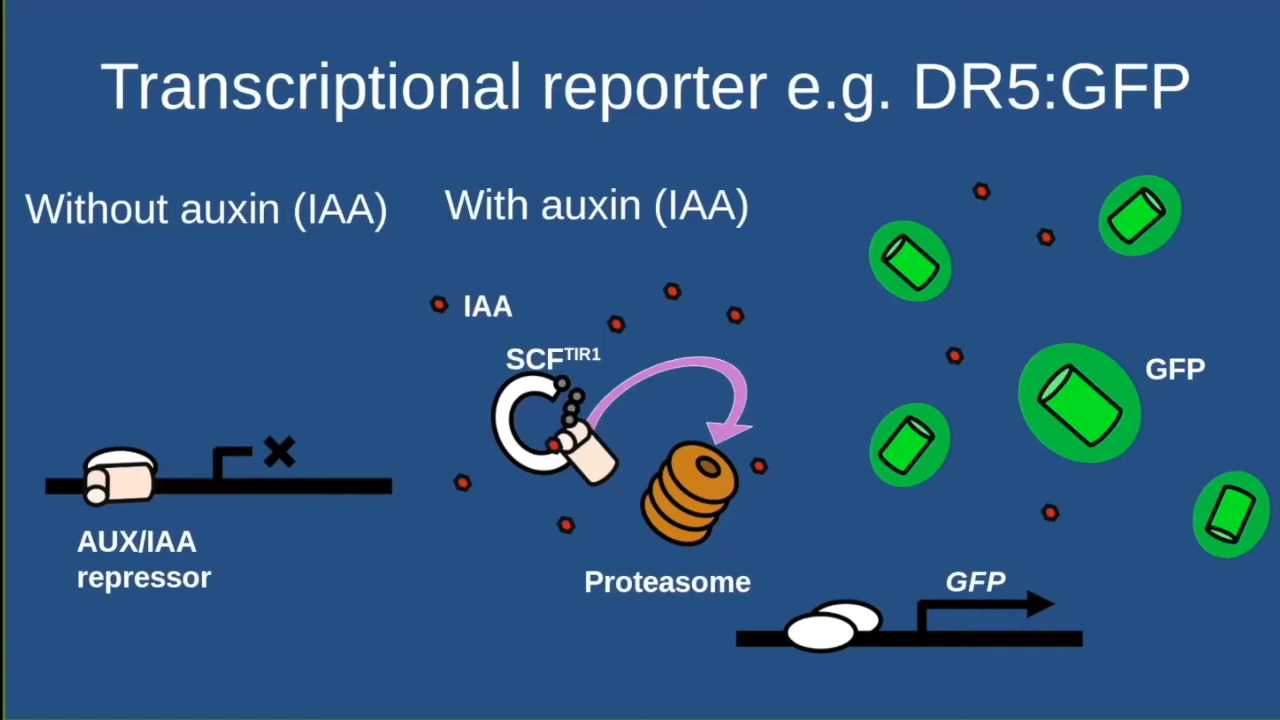 Transcriptional reporter e.g. DR5:GFP
Without auxin (IAA)
With auxin (IAA)
IAA
SCFTIR1
GFP
AUX/IAA
repressor
Proteasome
GFP